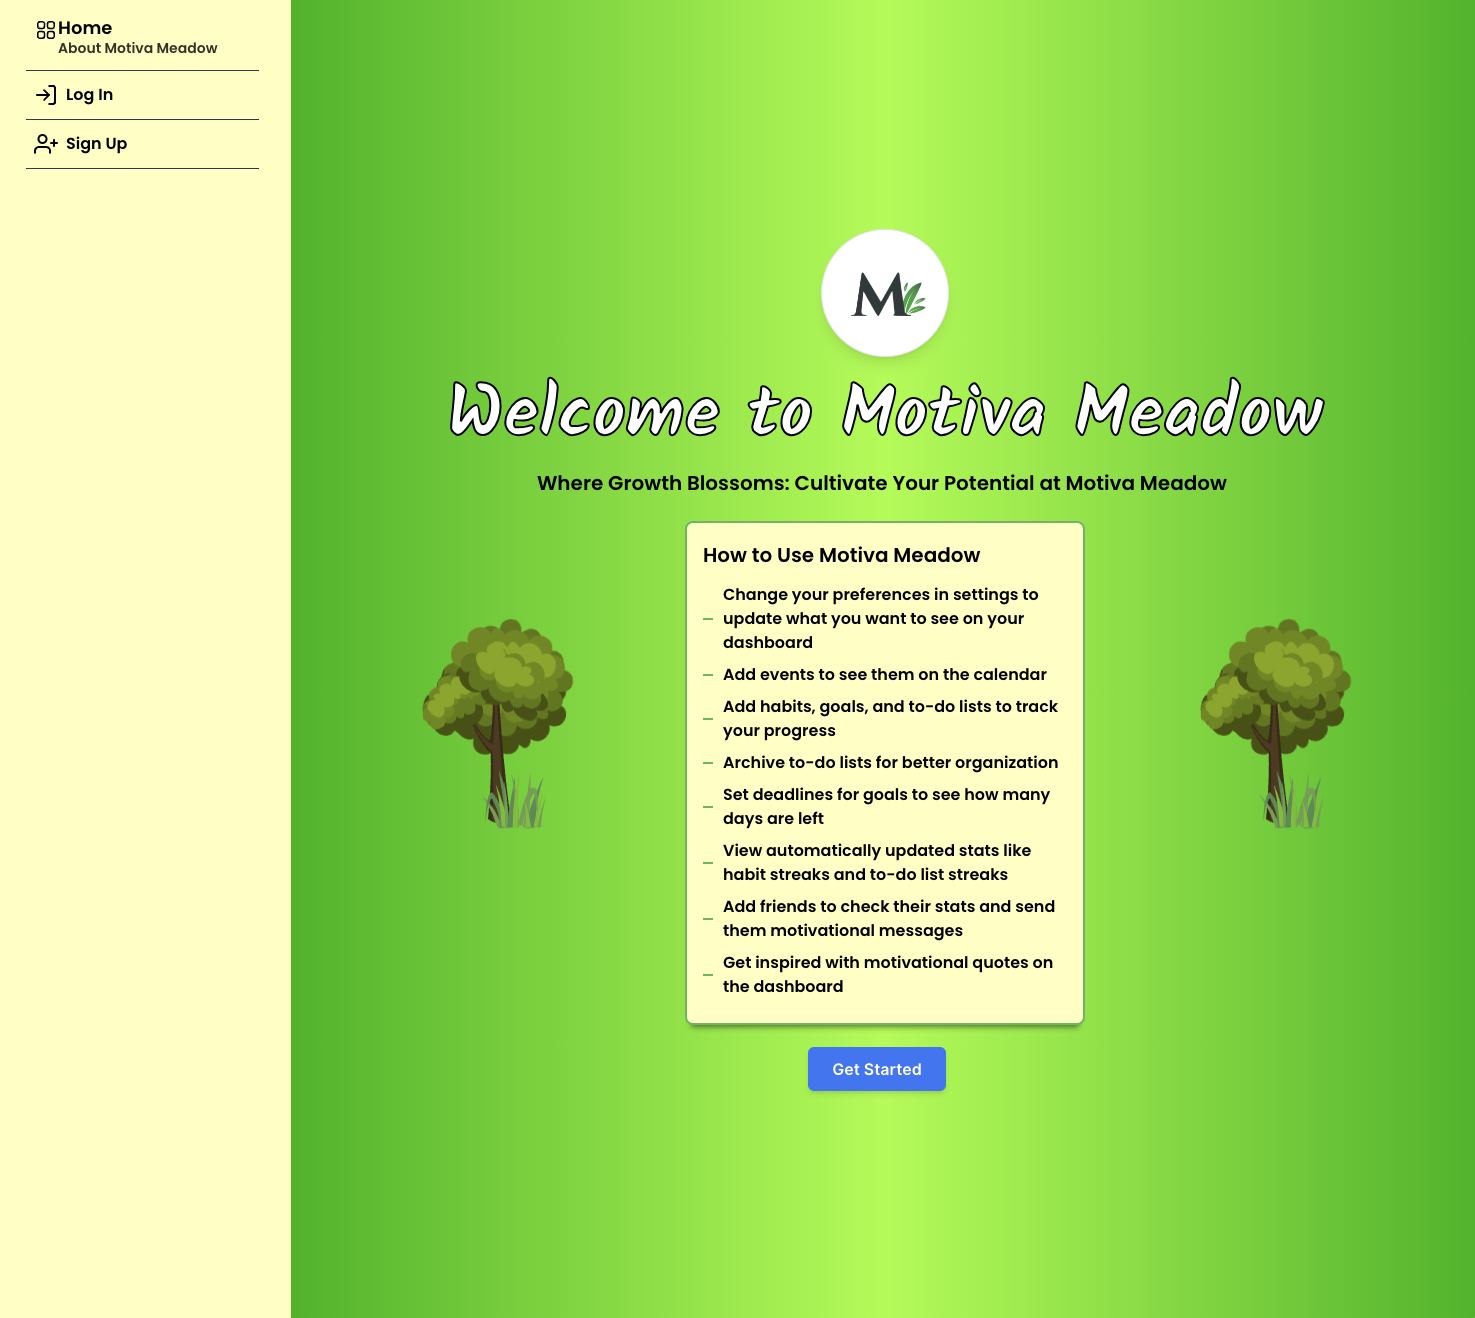 Home
About Motiva Meadow
Log In
Sign Up
M
Welcome to Motiva Meadow
Where Growth Blossoms: Cultivate Your Potential at Motiva Meadow
How to Use Motiva Meadow
Change your preferences in settings to
update what you want to see on your
dashboard
Add events to see them on the calendar
Add habits, goals, and to-do lists to track
your progress
Archive to-do lists for better organization
Set deadlines for goals to see how many
days are left
View automatically updated stats like
habit streaks and to-do list streaks
Add friends to check their stats and send
them motivational messages
Get inspired with motivational quotes on
the dashboard
Get Started